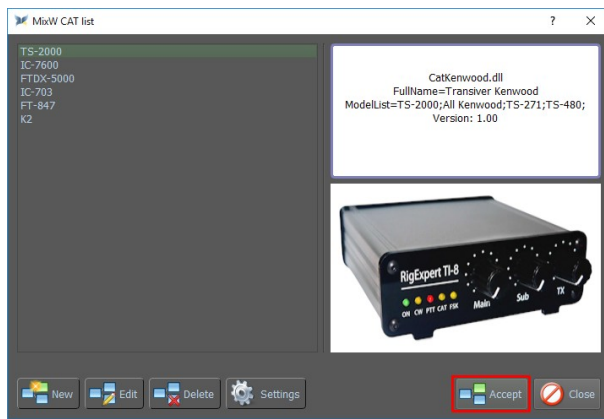 MixW CAT list
TS-2000
IC-7600
FTDX-5000
IC-703
FT-847
K2
CatKenwood.dll
FullName=Transiver Kenwood
ModelList=TS-2000;All Kenwood;TS-271;TS-480;
Version: 1.00
RigExpert TI-8
ON CW PTT CAT FSK
Main
Sub
TX
New
Edit
Delete
Settings
Accept
Close